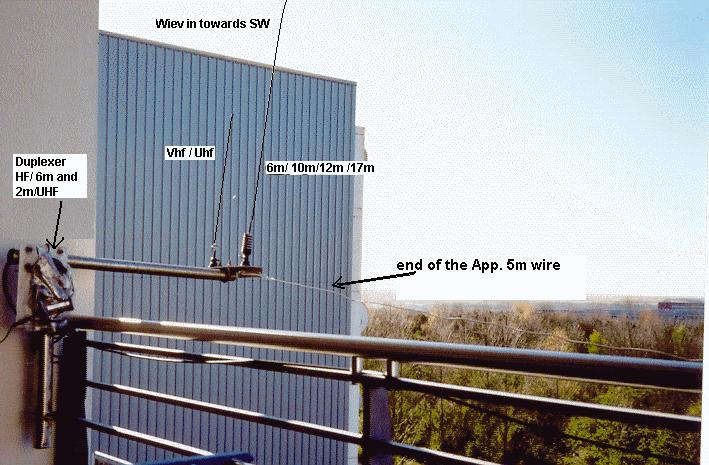 Wiev in towards SW
Vhf / Uhf
6m/ 10m/12m /17m
Duplexer
HF/ 6m and
2m/UHF
end of the App. 5m wire